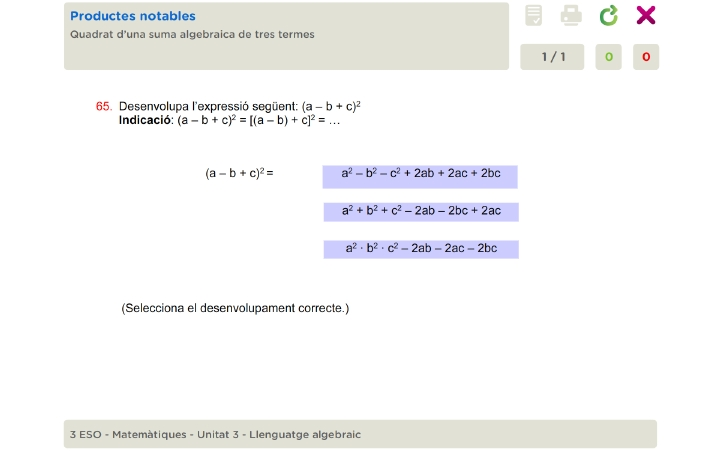 Productes notables
Quadrat d'una suma algebraica de tres termes
1 / 1
0
0
65. Desenvolupa l'expressió següent: (a – b + c)²
Indicació: (a – b + c)² = [(a – b) + c]² = ...
(a – b + c)² =
a² – b² – c² + 2ab + 2ac + 2bc
a² + b² + c² – 2ab – 2bc + 2ac
a² · b² · c² – 2ab – 2ac – 2bc
(Selecciona el desenvolupament correcte.)
3 ESO - Matemàtiques - Unitat 3 - Llenguatge algebraic